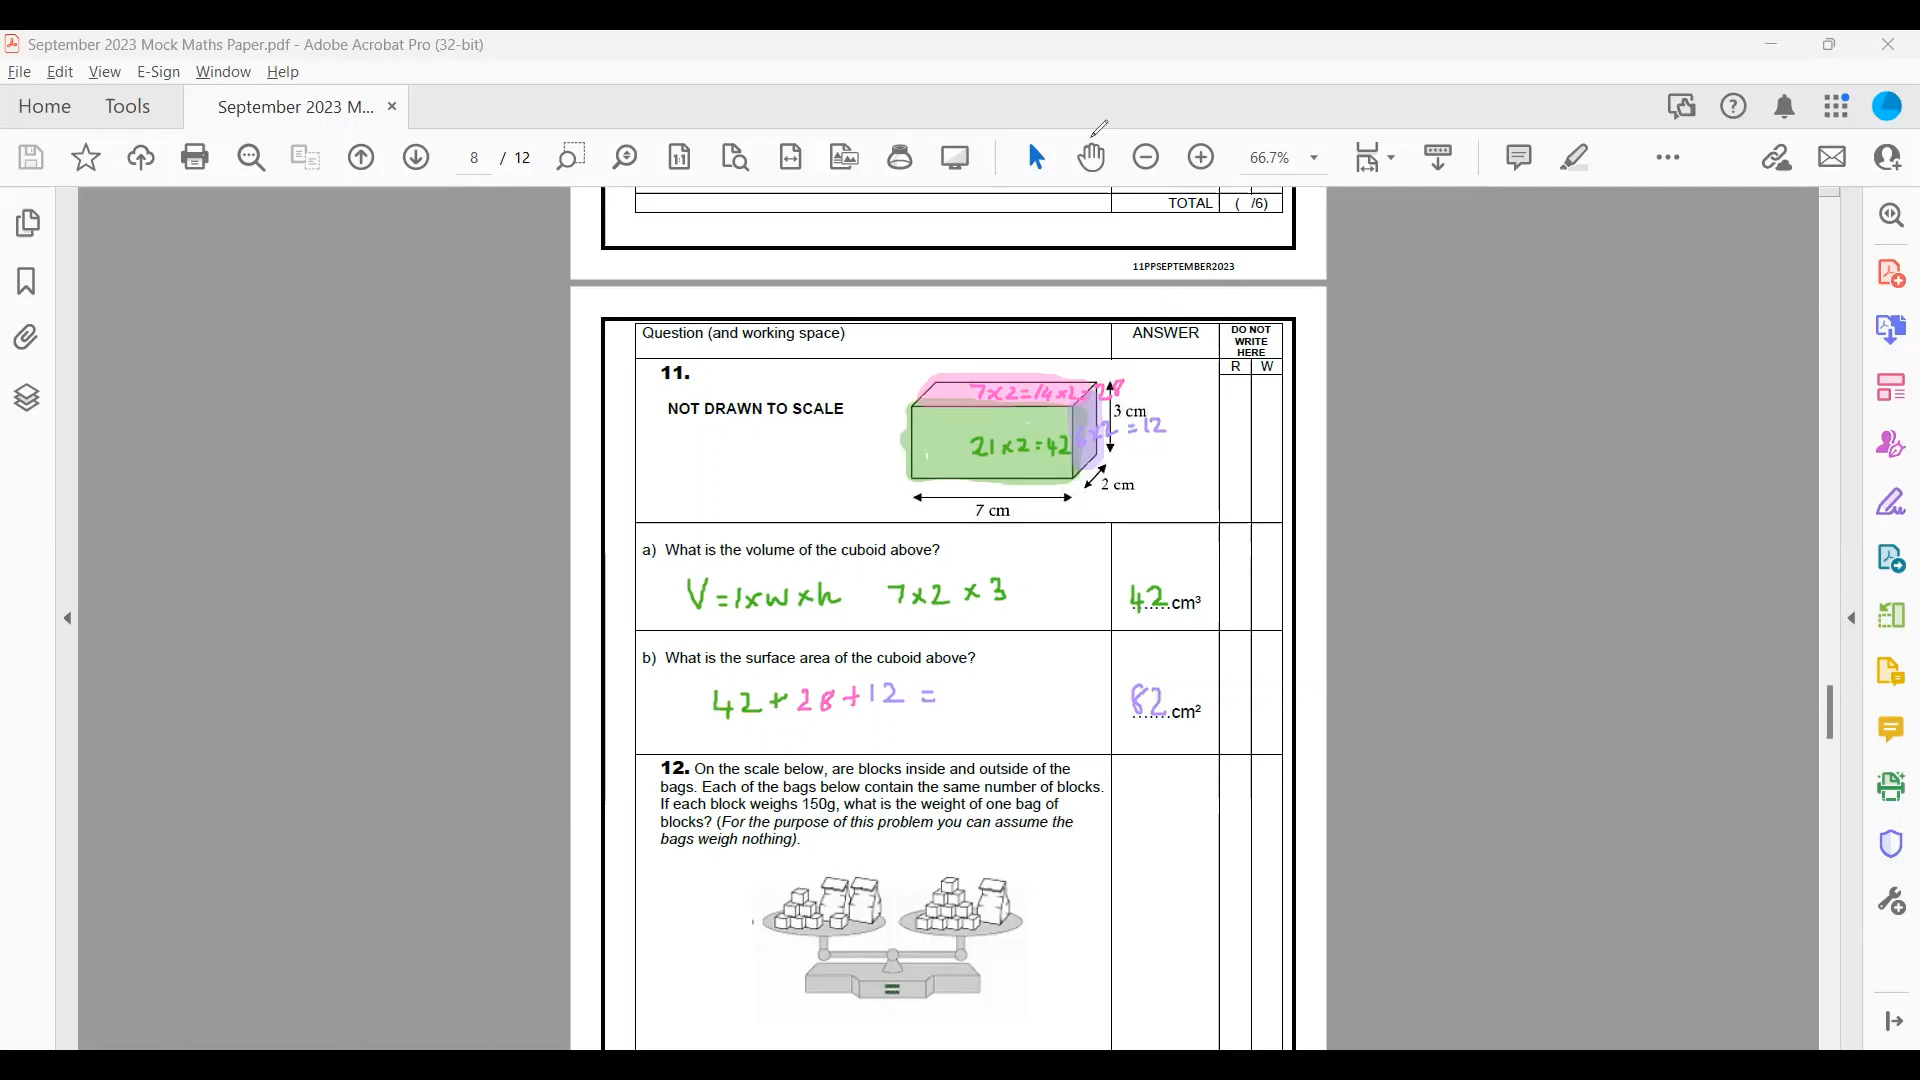 September 2023 Mock Maths Paper.pdf - Adobe Acrobat Pro (32-bit)
File Edit View E-Sign Window Help
Home Tools September 2023 M... ×
8 / 12 66.7%
TOTAL ( /6)
11PPSEPTEMBER2023
Question (and working space) ANSWER DO NOT
WRITE
HERE
R W
11.
NOT DRAWN TO SCALE
7x2=14x2=28
3 cm
6x2=12
21x2=42
2 cm
7 cm
a) What is the volume of the cuboid above?
V=lxwxh 7x2x3 42 cm³
b) What is the surface area of the cuboid above?
42+28+12= 82 cm²
12. On the scale below, are blocks inside and outside of the
bags. Each of the bags below contain the same number of blocks.
If each block weighs 150g, what is the weight of one bag of
blocks? (For the purpose of this problem you can assume the
bags weigh nothing).